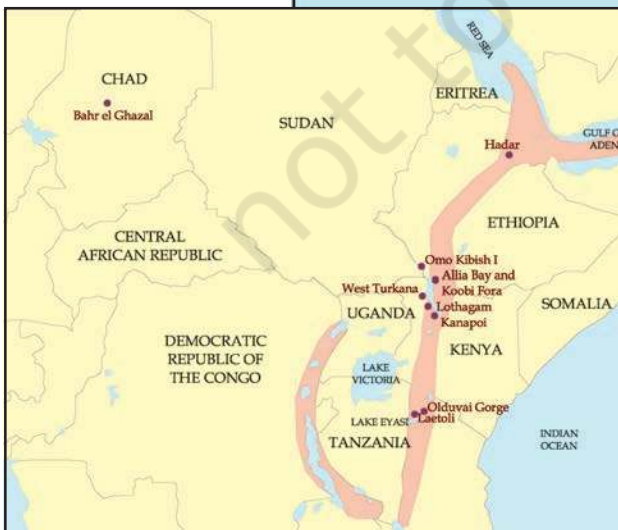 not to
RED SEA
CHAD
Bahr el Ghazal
ERITREA
SUDAN
GULF O
ADEN
Hadar
ETHIOPIA
CENTRAL
AFRICAN REPUBLIC
Omo Kibish I
Allia Bay and
Koobi Fora
West Turkana
UGANDA
Lothagam
Kanapoi
SOMALIA
KENYA
DEMOCRATIC
REPUBLIC OF
THE CONGO
LAKE
VICTORIA
Olduvai Gorge
LAKE EYASI
Laetoli
TANZANIA
INDIAN
OCEAN